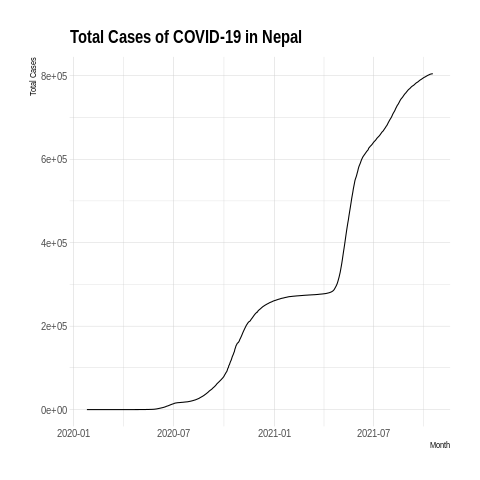 Total Cases of COVID-19 in Nepal
Total Cases
8e+05
6e+05
4e+05
2e+05
0e+00
2020-01 2020-07 2021-01 2021-07
Month